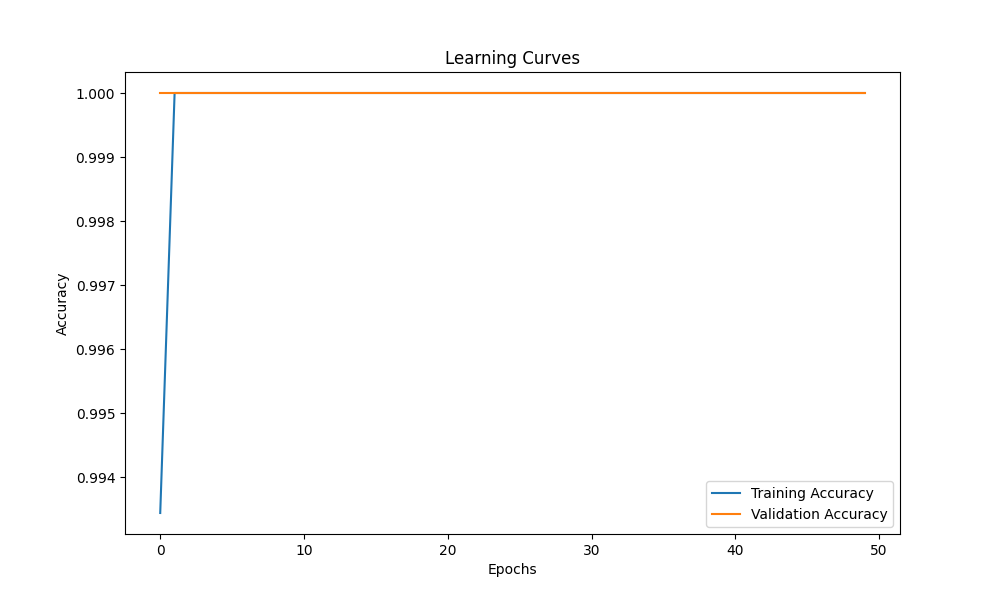 Learning Curves
1.000
0.999
0.998
0.997
0.996
0.995
0.994
Accuracy
Training Accuracy
Validation Accuracy
0 10 20 30 40 50
Epochs